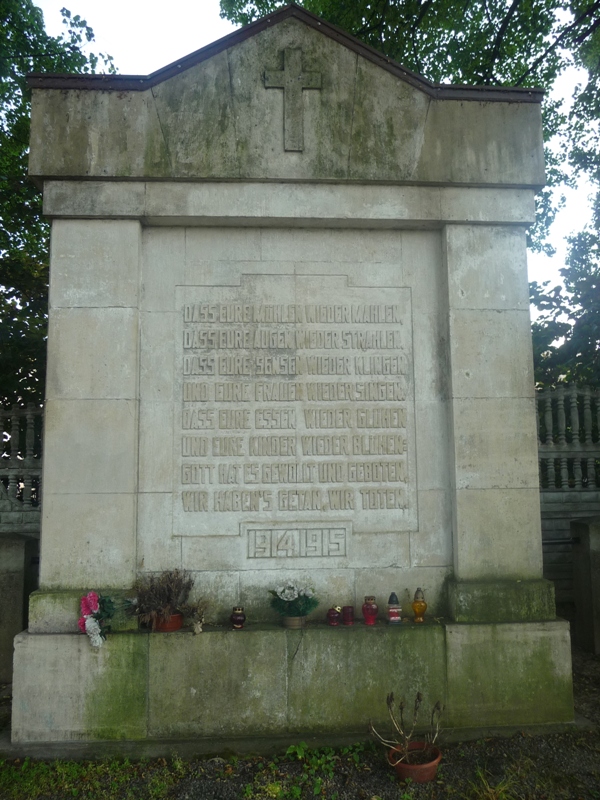 DASS EURE MÜHLEN WIEDER MAHLEN,
DASS EURE AUGEN WIEDER STRAHLEN,
DASS EURE SENSEN WIEDER KLINGEN
UND EURE FRAUEN WIEDER SINGEN,
DASS EURE ESSEN WIEDER GLÜHEN
UND EURE KINDER WIEDER BLÜHEN:
GOTT HAT ES GEWOLLT UND GEBOTEN,
WIR HABEN'S GETAN, WIR TOTEN.
1914 1915